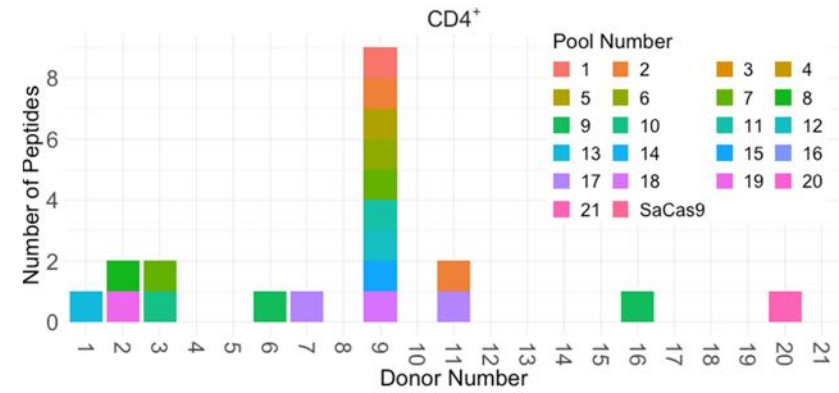 CD4⁺
Pool Number
1 2 3 4
5 6 7 8
9 10 11 12
13 14 15 16
17 18 19 20
21 SaCas9
Number of Peptides
8
6
4
2
0
1 2 3 4 5 6 7 8 9 10 11 12 13 14 15 16 17 18 19 20 21
Donor Number